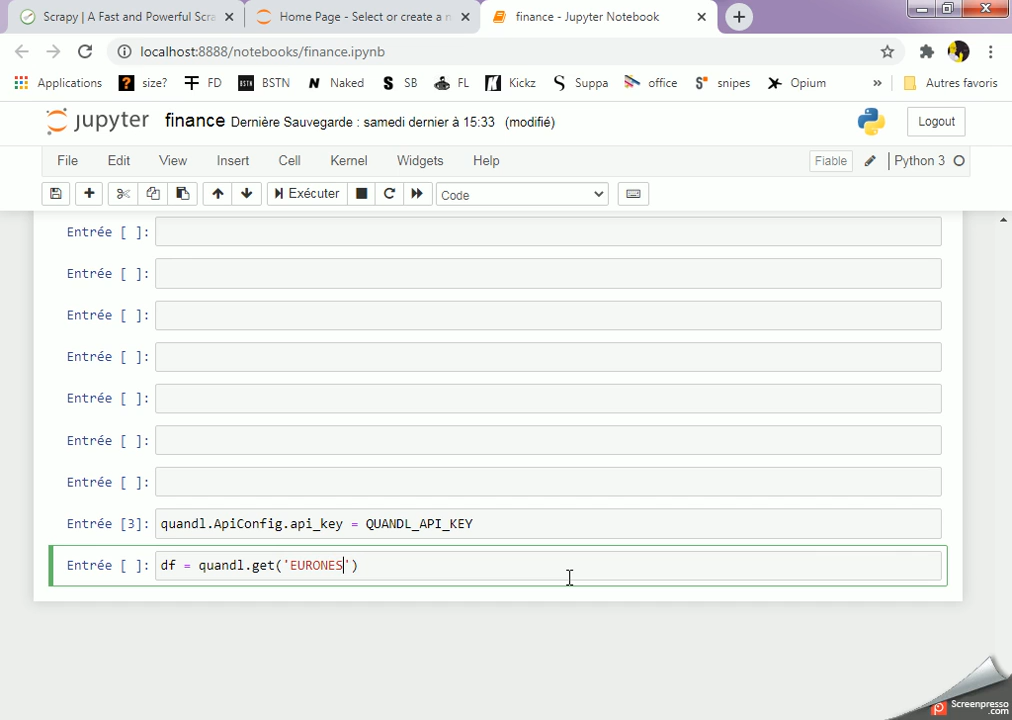 Scrapy | A Fast and Powerful Scra
Home Page - Select or create a n
finance - Jupyter Notebook
localhost:8888/notebooks/finance.ipynb
Applications
? size?
FD
BSTN BSTN
Naked
S SB
FL
Kickz
Suppa
office
snipes
Opium
»
Autres favoris
jupyter
finance Dernière Sauvegarde : samedi dernier à 15:33 (modifié)
Logout
File Edit View Insert Cell Kernel Widgets Help
Fiable
Python 3
Exécuter
Code
Entrée [ ]:
Entrée [ ]:
Entrée [ ]:
Entrée [ ]:
Entrée [ ]:
Entrée [ ]:
Entrée [ ]:
Entrée [3]: quandl.ApiConfig.api_key = QUANDL_API_KEY
Entrée [ ]: df = quandl.get('EURONES')
Screenpresso
.com